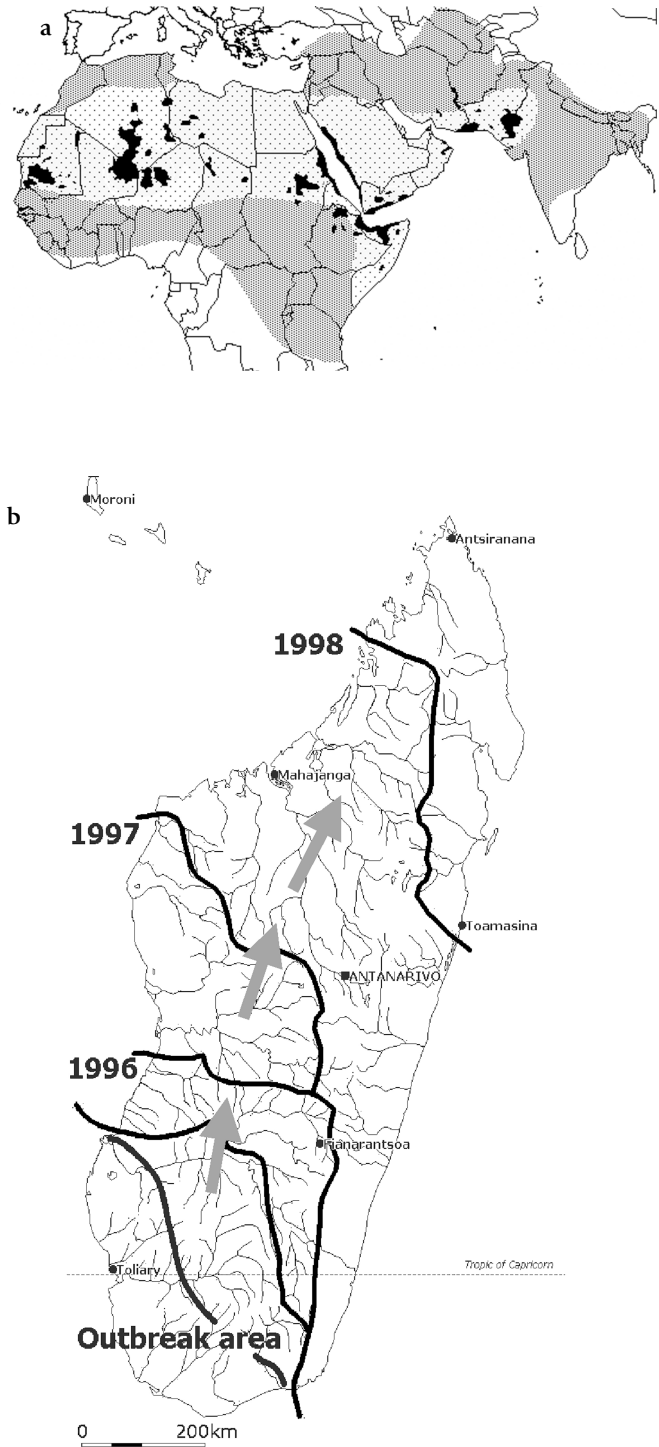 a
b
Moroni
Antsiranana
1998
Mahajanga
1997
Toamasina
ANTANARIVO
1996
Fianarantsoa
Tropic of Capricorn
Toliary
Outbreak area
0 200km